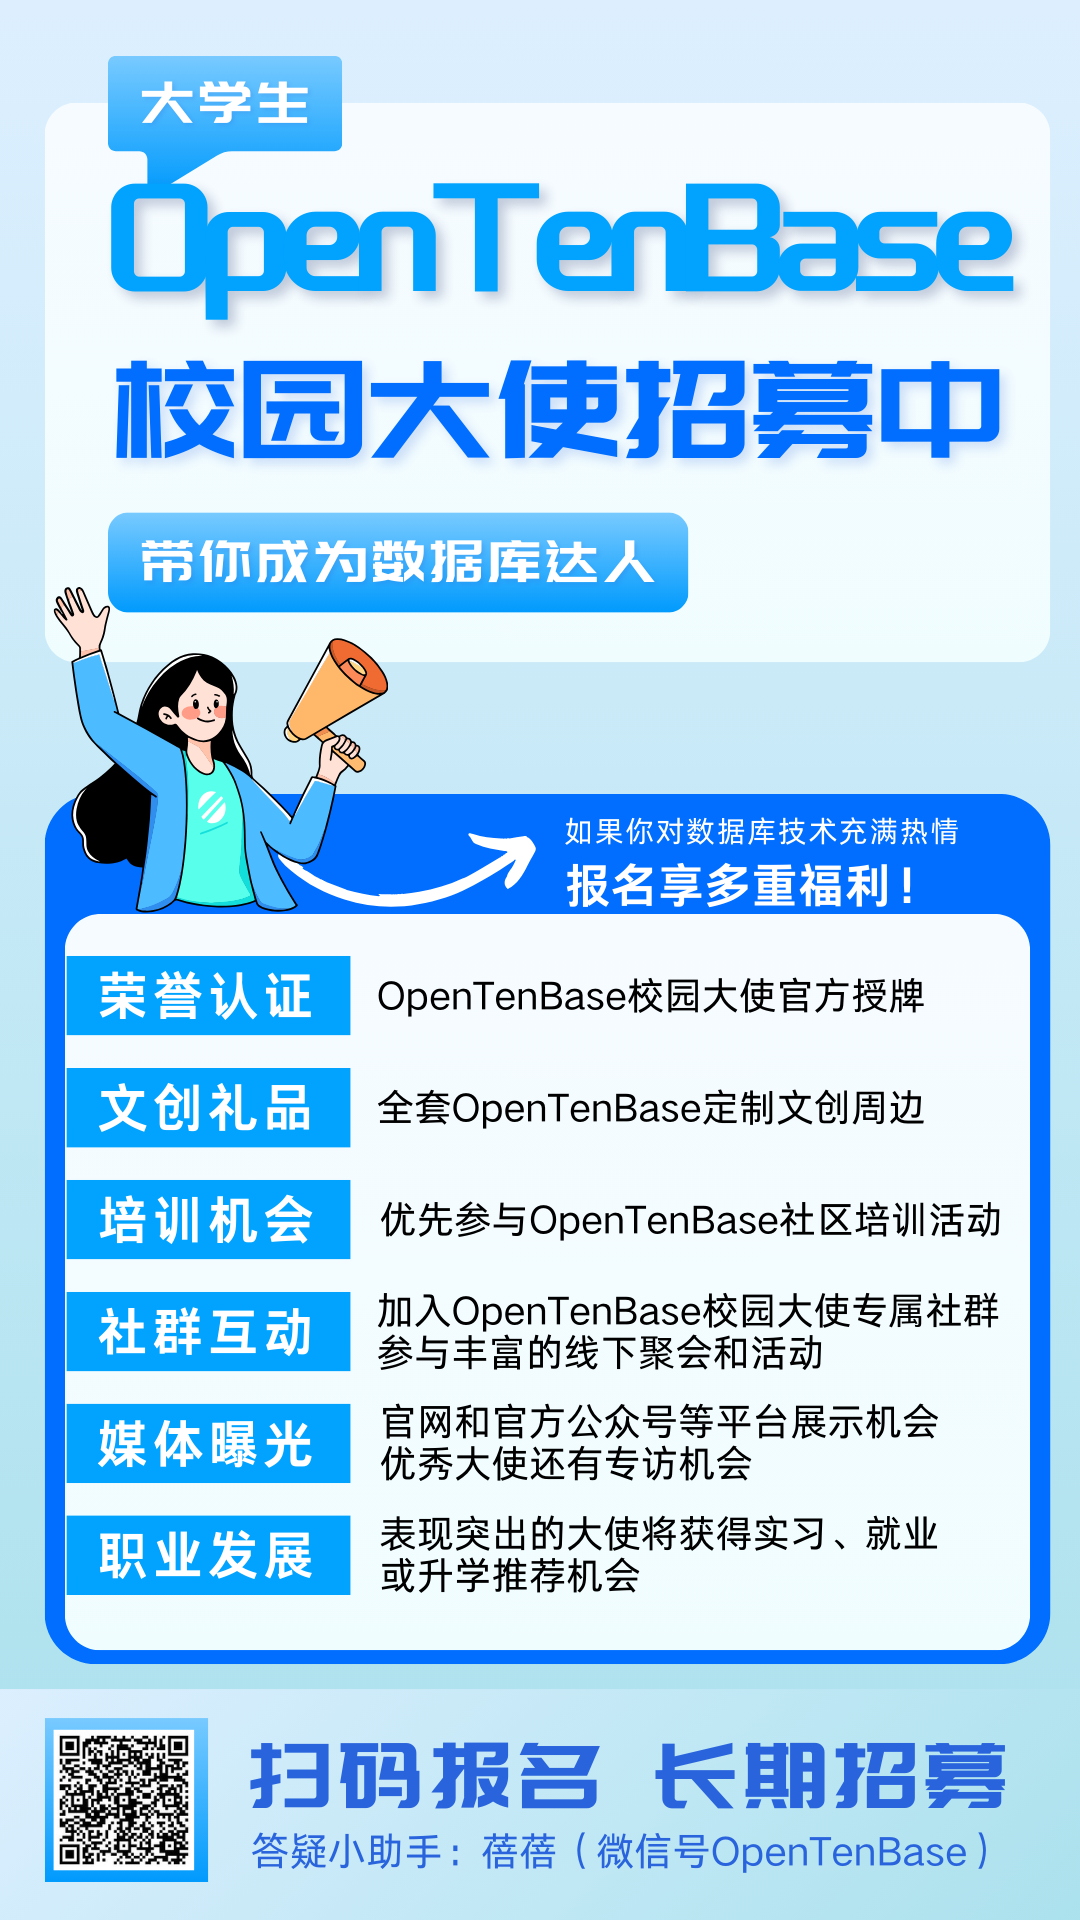 大学生
OpenTenBase
校园大使招募中
带你成为数据库达人
如果你对数据库技术充满热情
报名享多重福利！
荣誉认证
OpenTenBase校园大使官方授牌
文创礼品
全套OpenTenBase定制文创周边
培训机会
优先参与OpenTenBase社区培训活动
社群互动
加入OpenTenBase校园大使专属社群
参与丰富的线下聚会和活动
媒体曝光
官网和官方公众号等平台展示机会
优秀大使还有专访机会
职业发展
表现突出的大使将获得实习、就业
或升学推荐机会
扫码报名 长期招募
答疑小助手：蓓蓓（微信号OpenTenBase）